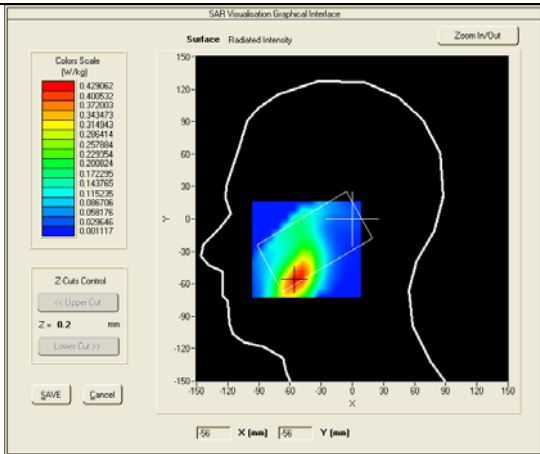 SAR Visualisation Graphical Interface
Surface Radiated Intensity
Zoom In/Out
Colors Scale
(W/kg)
0.429062
0.400532
0.372003
0.343473
0.314943
0.286414
0.257884
0.229354
0.200824
0.172295
0.143765
0.115235
0.086706
0.058176
0.029646
0.001117
Z-Cuts Control
<< Upper Cut
Z = 0.2 mm
Lower Cut >>
SAVE Cancel
150-
120-
90-
60-
30-
0-
-30-
-60-
-90-
-120-
-150-
Y
-150 -120 -90 -60 -30 0 30 60 90 120 150
X
-56 X (mm) -56 Y (mm)